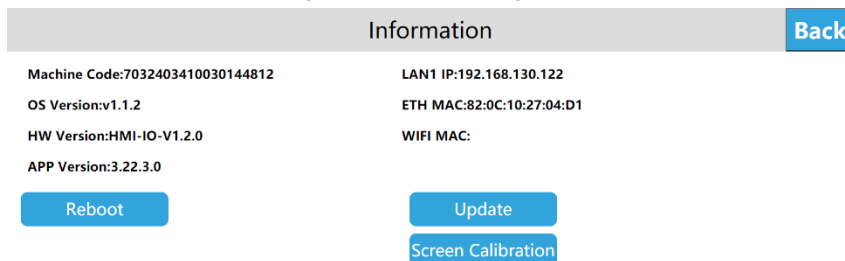 Information
Back
Machine Code:7032403410030144812
LAN1 IP:192.168.130.122
OS Version:v1.1.2
ETH MAC:82:0C:10:27:04:D1
HW Version:HMI-IO-V1.2.0
WIFI MAC:
APP Version:3.22.3.0
Reboot
Update
Screen Calibration